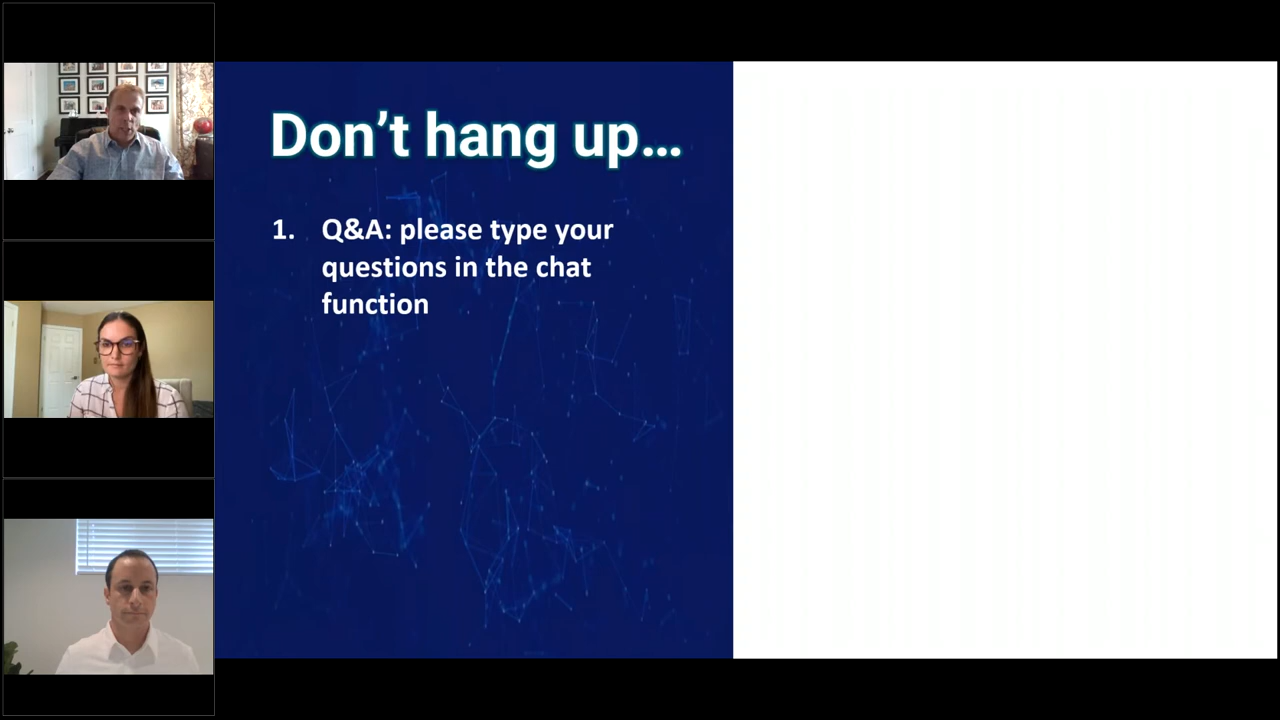 Don’t hang up…
1. Q&A: please type your
questions in the chat
function